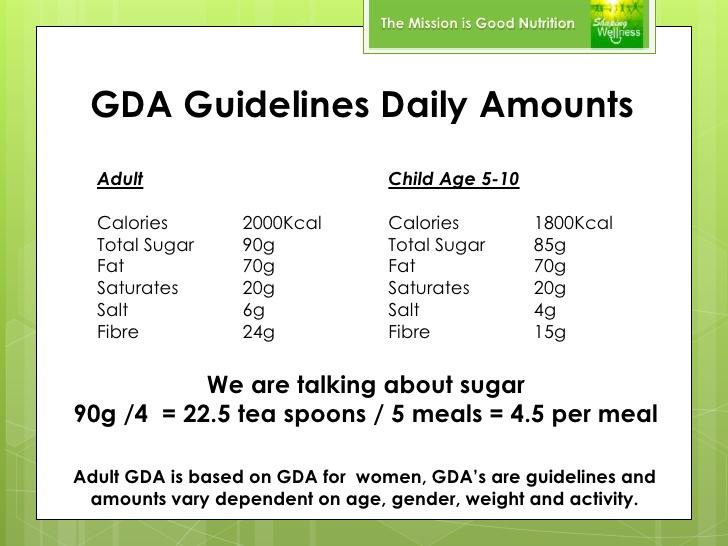 The Mission is Good Nutrition
Shaping
Wellness
GDA Guidelines Daily Amounts
Adult
Calories 2000Kcal
Total Sugar 90g
Fat 70g
Saturates 20g
Salt 6g
Fibre 24g
Child Age 5-10
Calories 1800Kcal
Total Sugar 85g
Fat 70g
Saturates 20g
Salt 4g
Fibre 15g
We are talking about sugar
90g /4 = 22.5 tea spoons / 5 meals = 4.5 per meal
Adult GDA is based on GDA for women, GDA's are guidelines and
amounts vary dependent on age, gender, weight and activity.